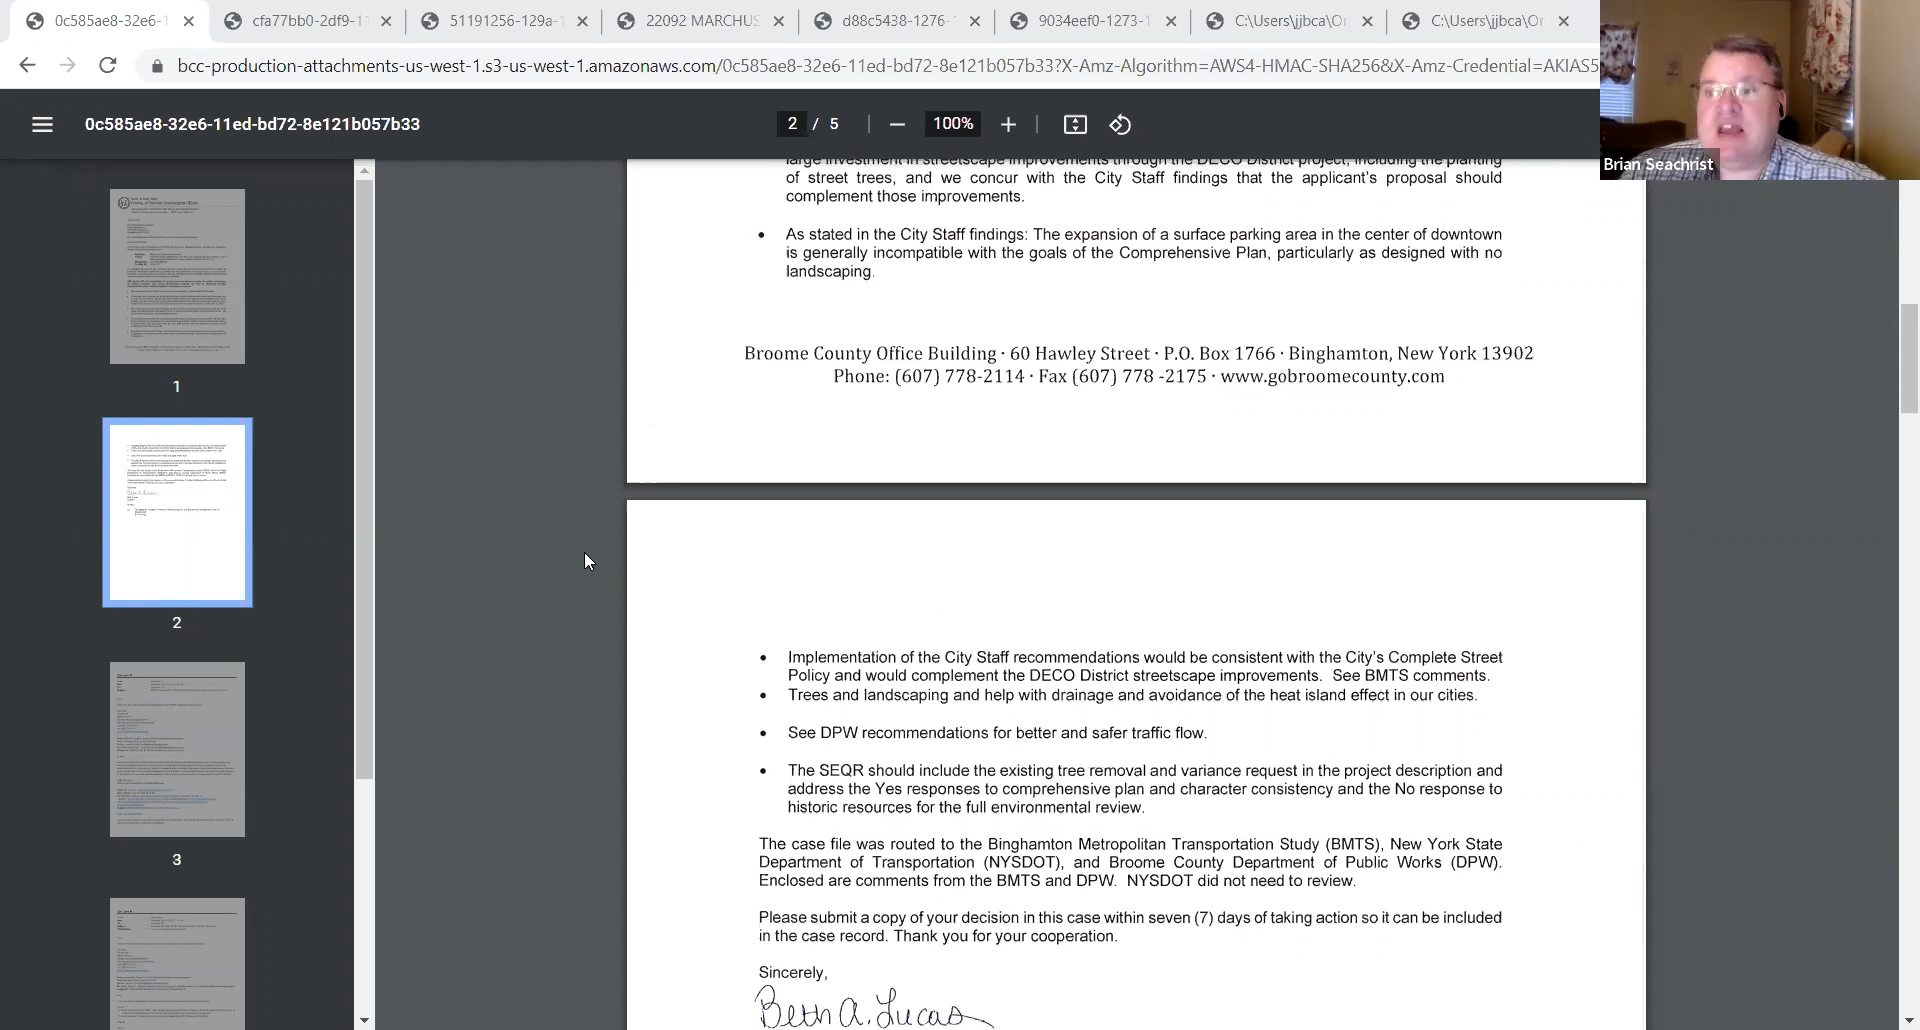 0c585ae8-32e6-1
cfa77bb0-2df9-11
51191256-129a-1
22092 MARCHUS
d88c5438-1276-1
9034eef0-1273-1
C:\Users\jjbca\Or
C:\Users\jjbca\Or
bcc-production-attachments-us-west-1.s3-us-west-1.amazonaws.com/0c585ae8-32e6-11ed-bd72-8e121b057b33?X-Amz-Algorithm=AWS4-HMAC-SHA256&X-Amz-Credential=AKIAS5
Brian Seachrist
0c585ae8-32e6-11ed-bd72-8e121b057b33
2 / 5
100%
large investment in streetscape improvements through the DECO District project, including the planting
of street trees, and we concur with the City Staff findings that the applicant's proposal should
complement those improvements.
• As stated in the City Staff findings: The expansion of a surface parking area in the center of downtown
is generally incompatible with the goals of the Comprehensive Plan, particularly as designed with no
landscaping.
Broome County Office Building · 60 Hawley Street · P.O. Box 1766 · Binghamton, New York 13902
Phone: (607) 778-2114 · Fax (607) 778 -2175 · www.gobroomecounty.com
• Implementation of the City Staff recommendations would be consistent with the City's Complete Street
Policy and would complement the DECO District streetscape improvements. See BMTS comments.
• Trees and landscaping and help with drainage and avoidance of the heat island effect in our cities.
• See DPW recommendations for better and safer traffic flow.
• The SEQR should include the existing tree removal and variance request in the project description and
address the Yes responses to comprehensive plan and character consistency and the No response to
historic resources for the full environmental review.
The case file was routed to the Binghamton Metropolitan Transportation Study (BMTS), New York State
Department of Transportation (NYSDOT), and Broome County Department of Public Works (DPW).
Enclosed are comments from the BMTS and DPW. NYSDOT did not need to review.
Please submit a copy of your decision in this case within seven (7) days of taking action so it can be included
in the case record. Thank you for your cooperation.
Sincerely,
Beth A. Lucas
1
2
3